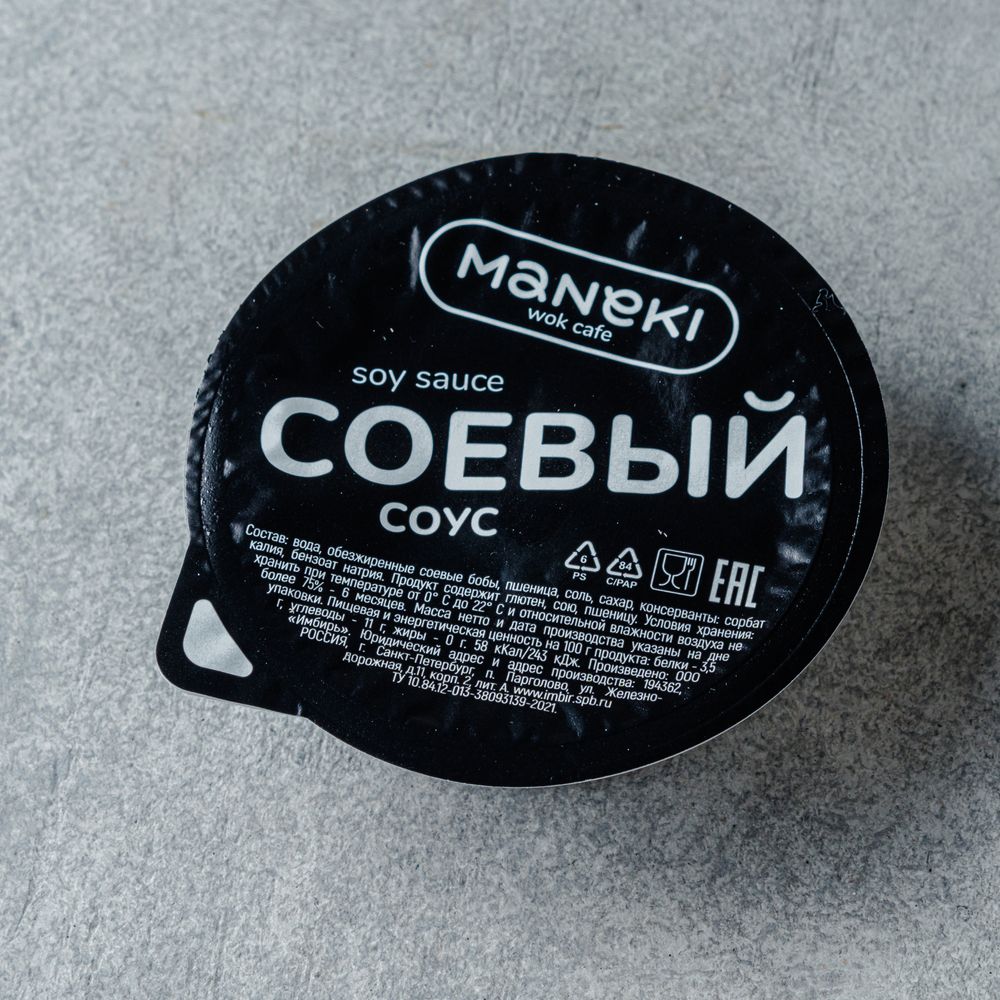 MaNeKI
wok cafe
soy sauce
СОЕВЫЙ
соус
6
PS
84
C/PAP
EAC
Состав: вода, обезжиренные соевые бобы, пшеница, соль, сахар, консерванты: сорбат
калия, бензоат натрия. Продукт содержит глютен, сою, пшеницу. Условия хранения:
хранить при температуре от 0° С до 22° С и относительной влажности воздуха не
более 75% - 6 месяцев. Масса нетто и дата производства указаны на дне
упаковки. Пищевая и энергетическая ценность на 100 г продукта: белки - 3,5
г, углеводы - 11 г, жиры - 0 г. 58 кКал/243 кДж. Произведено: ООО
«Имбирь». Юридический адрес и адрес производства: 194362,
РОССИЯ, г. Санкт-Петербург, п. Парголово, ул. Железно-
дорожная, д.11, корп. 2, лит. А. www.imbir.spb.ru
ТУ 10.84.12-013-38093139-2021.